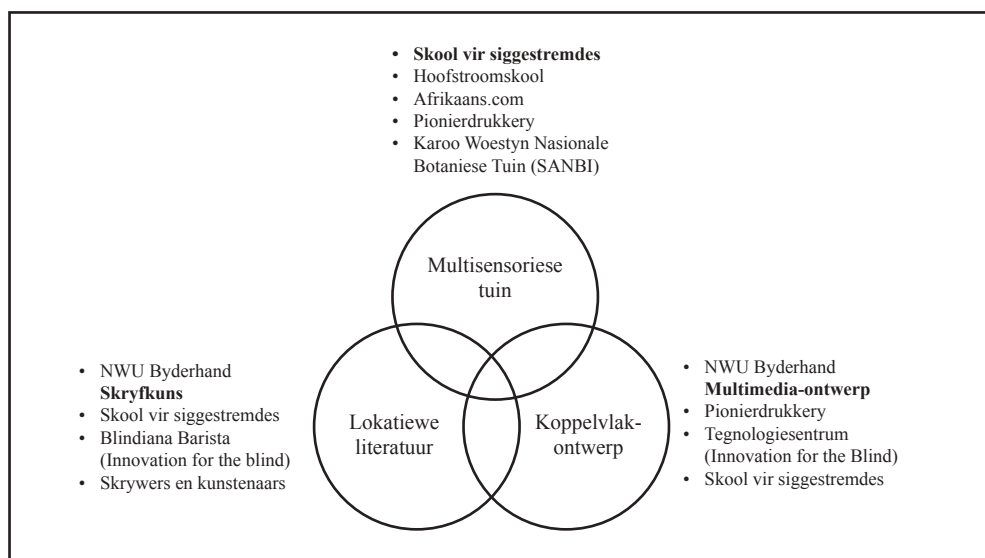 • Skool vir siggestremdes
• Hoofstroomskool
• Afrikaans.com
• Pionierdrukkery
• Karoo Woestyn Nasionale
Botaniese Tuin (SANBI)
Multisensoriese
tuin
• NWU Byderhand
Skryfkuns
• Skool vir siggestremdes
• Blindiana Barista
(Innovation for the blind)
• Skrywers en kunstenaars
Lokatiewe
literatuur
Koppelvlak-
ontwerp
• NWU Byderhand
Multimedia-ontwerp
• Pionierdrukkery
• Tegnologiesentrum
(Innovation for the Blind)
• Skool vir siggestremdes